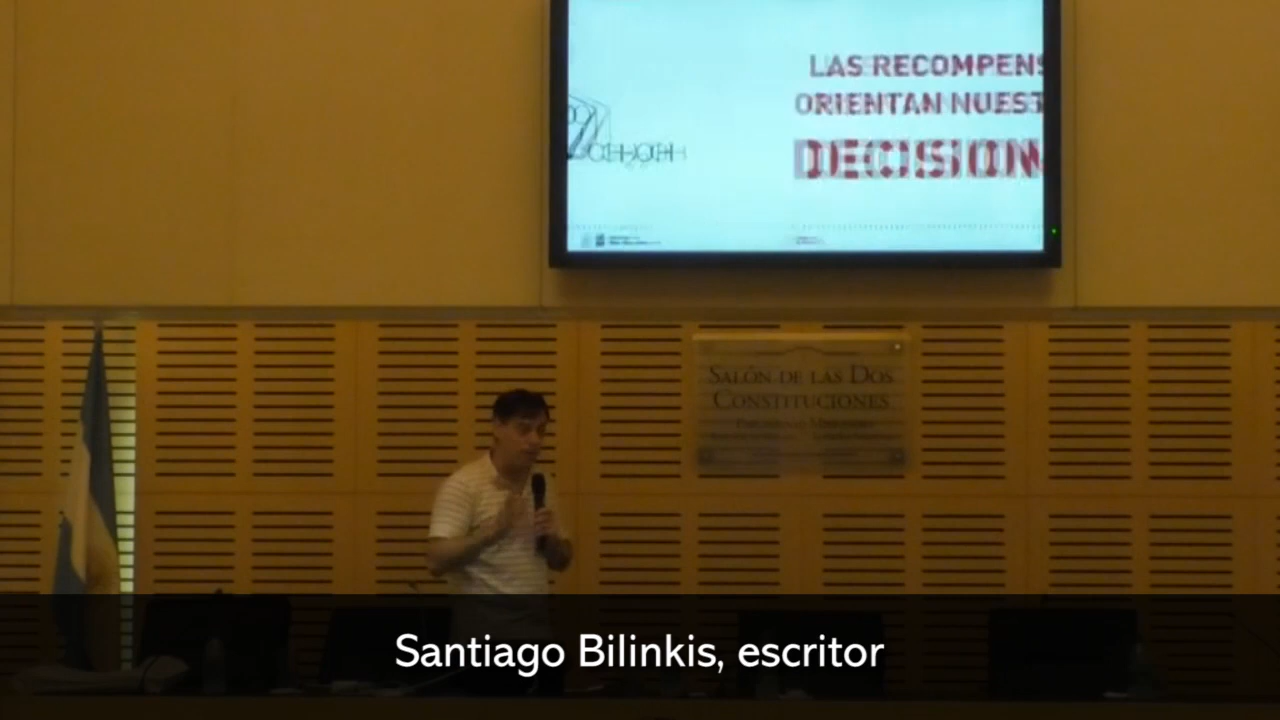 LAS RECOMPENS
ORIENTAN NUEST
DECISION
SALÓN DE LAS DOS
CONSTITUCIONES
Santiago Bilinkis, escritor